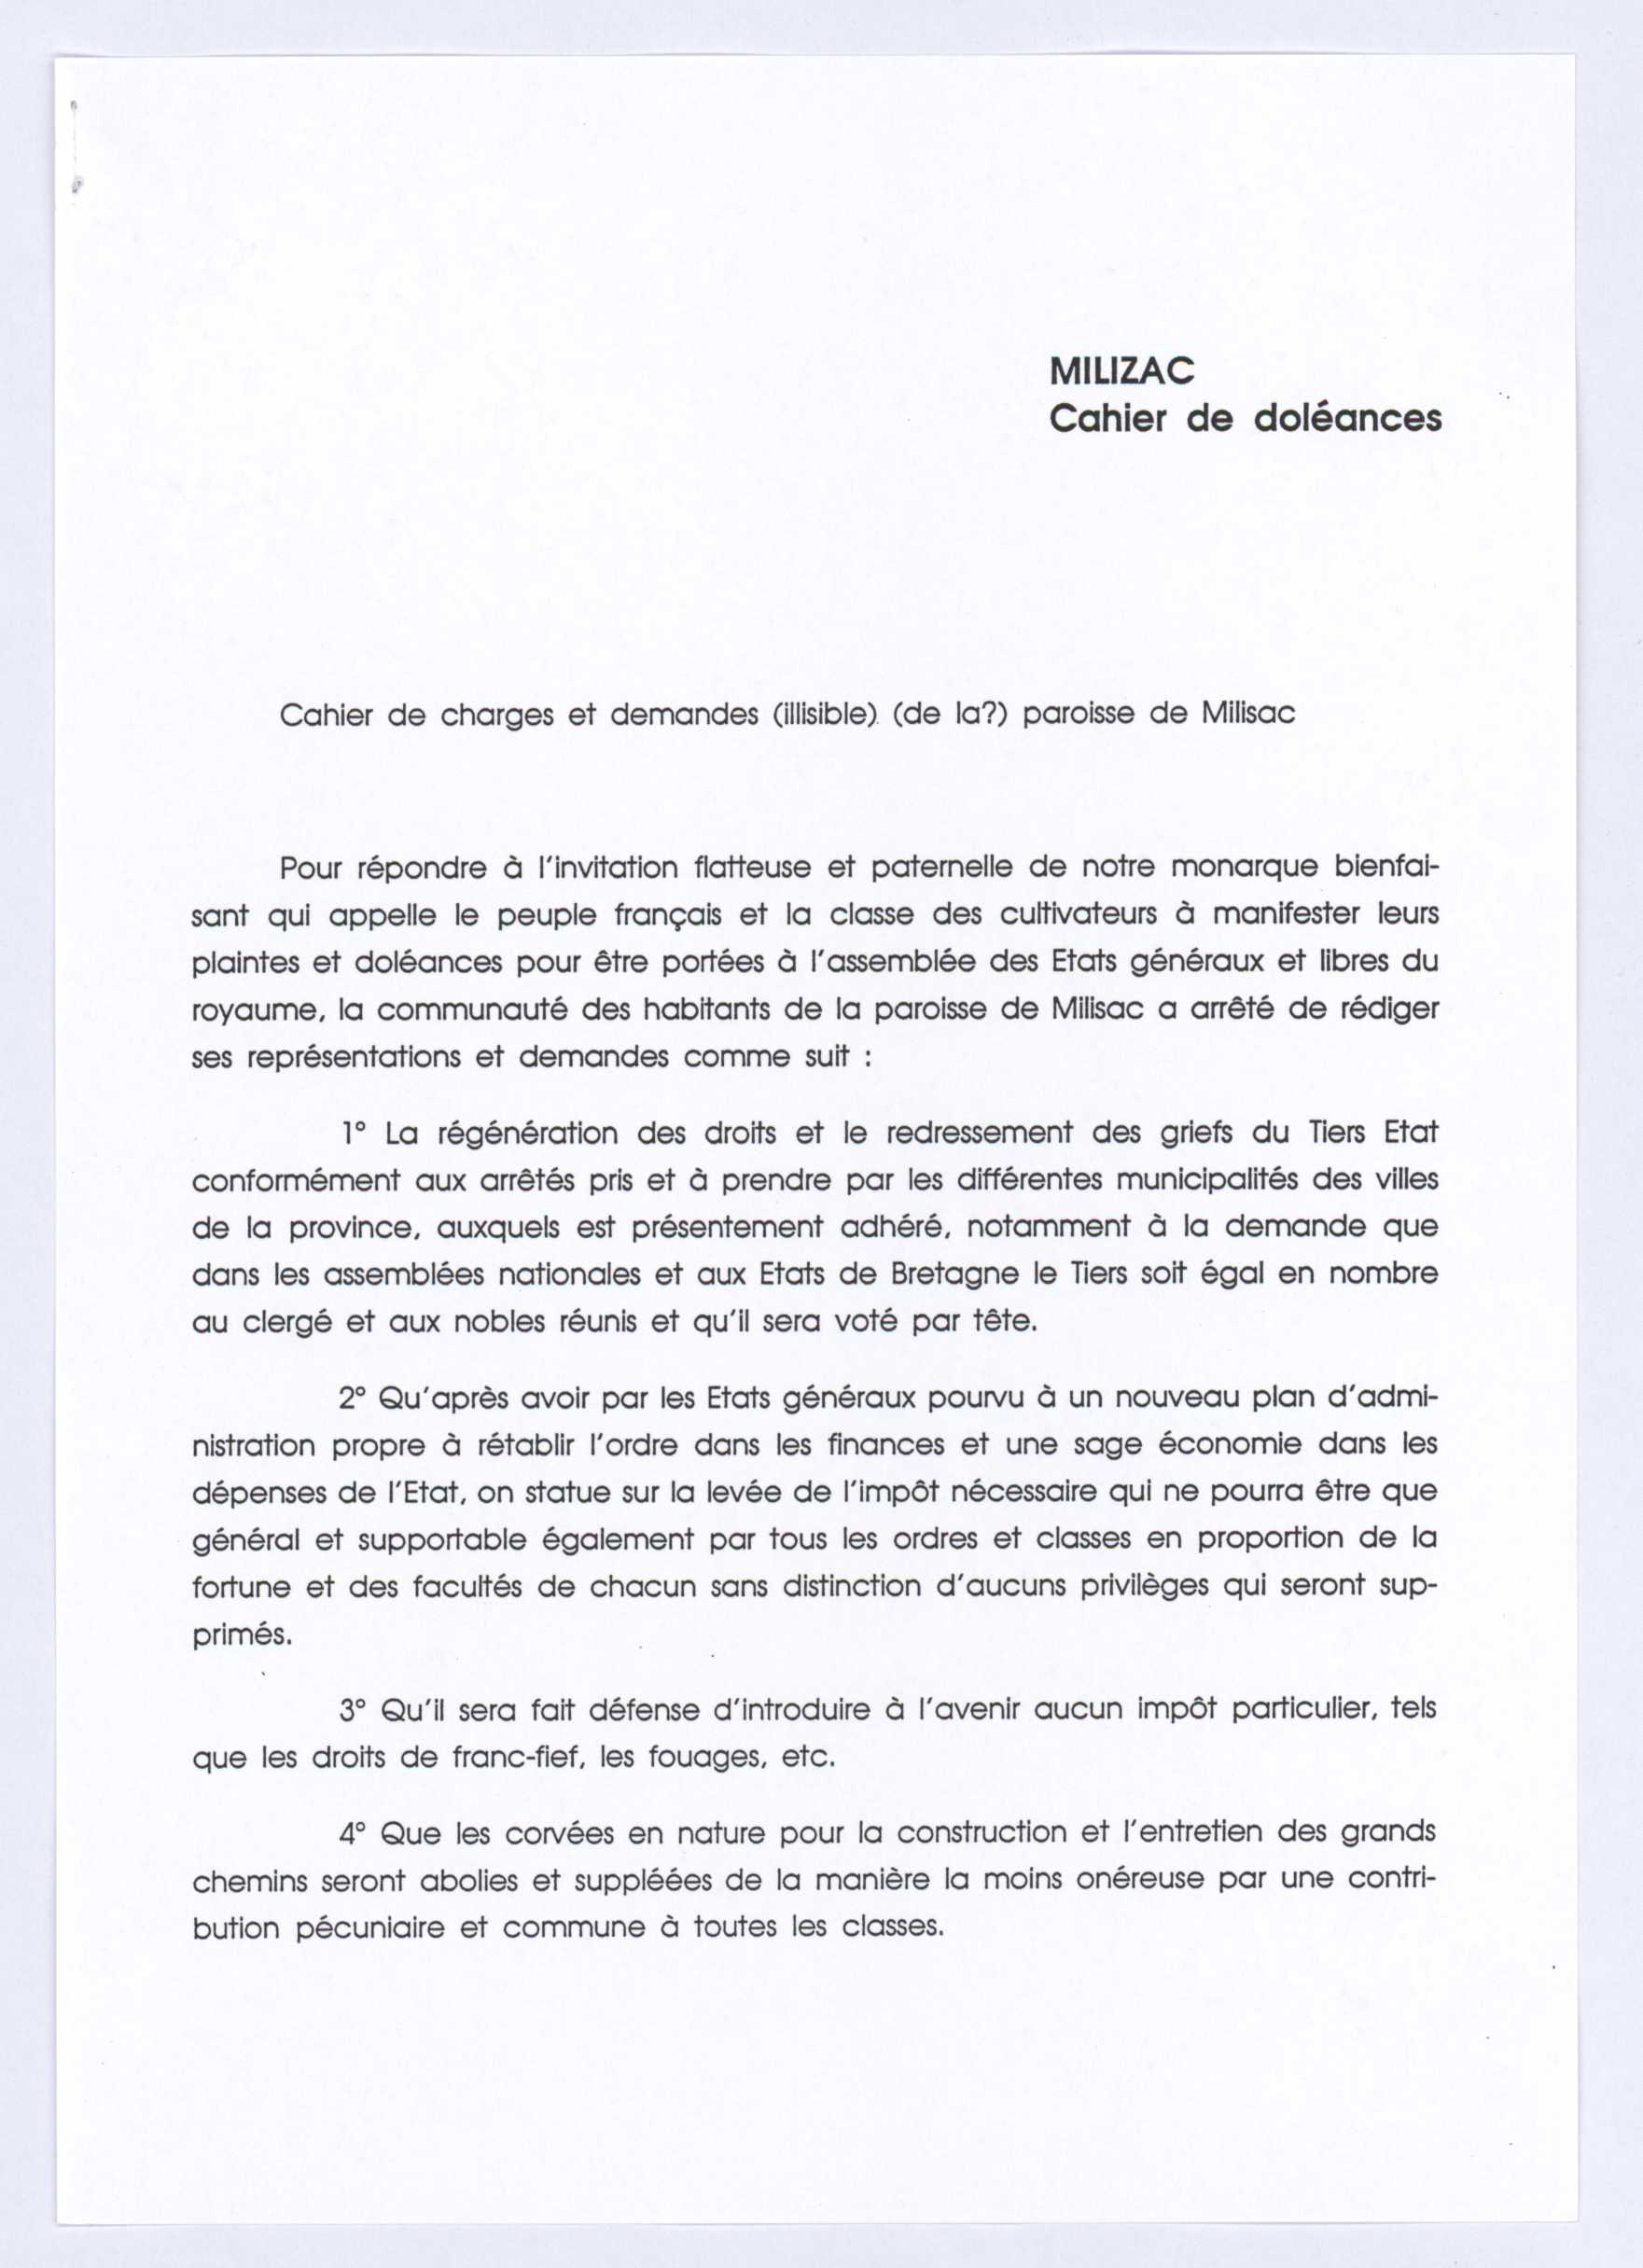 MILIZAC
Cahier de doléances
Cahier de charges et demandes (illisible). (de la?) paroisse de Milisac
Pour répondre à l'invitation flatteuse et paternelle de notre monarque bienfai-
sant qui appelle le peuple français et la classe des cultivateurs à manifester leurs
plaintes et doléances pour être portées à l'assemblée des Etats généraux et libres du
royaume, la communauté des habitants de la paroisse de Milisac a arrêté de rédiger
ses représentations et demandes comme suit :
1° La régénération des droits et le redressement des griefs du Tiers Etat
conformément aux arrêtés pris et à prendre par les différentes municipalités des villes
de la province, auxquels est présentement adhéré, notamment à la demande que
dans les assemblées nationales et aux Etats de Bretagne le Tiers soit égal en nombre
au clergé et aux nobles réunis et qu'il sera voté par tête.
2° Qu'après avoir par les Etats généraux pourvu à un nouveau plan d'admi-
nistration propre à rétablir l'ordre dans les finances et une sage économie dans les
dépenses de l'Etat, on statue sur la levée de l'impôt nécessaire qui ne pourra être que
général et supportable également par tous les ordres et classes en proportion de la
fortune et des facultés de chacun sans distinction d'aucuns privilèges qui seront sup-
primés.
3° Qu'il sera fait défense d'introduire à l'avenir aucun impôt particulier, tels
que les droits de franc-fief, les fouages, etc.
4° Que les corvées en nature pour la construction et l'entretien des grands
chemins seront abolies et suppléées de la manière la moins onéreuse par une contri-
bution pécuniaire et commune à toutes les classes.